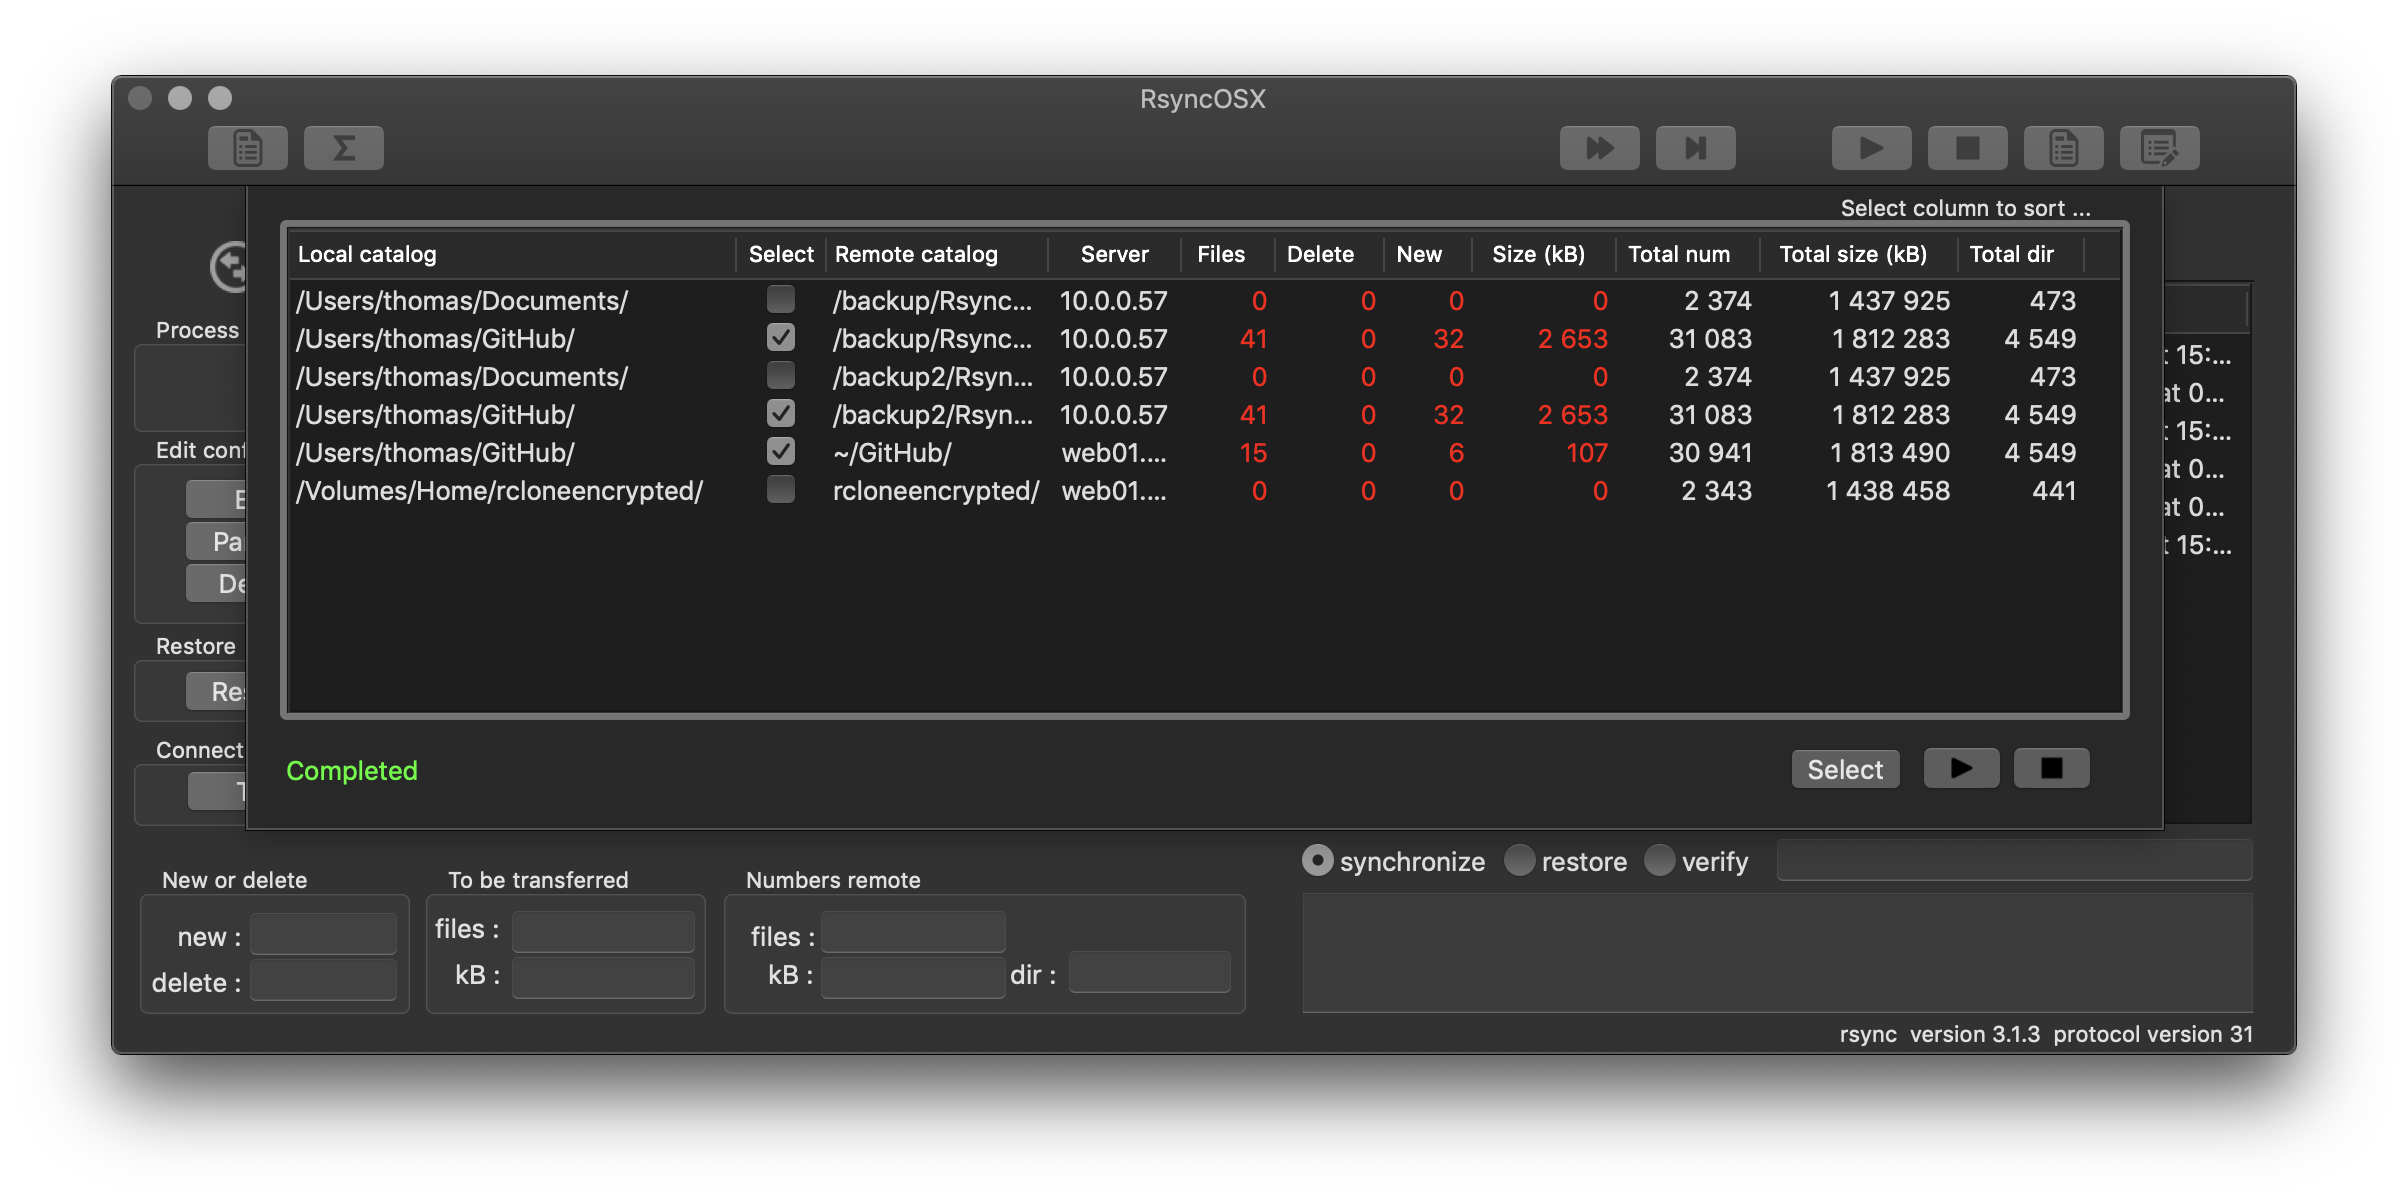 RsyncOSX
Select column to sort ...
Local catalog Select Remote catalog Server Files Delete New Size (kB) Total num Total size (kB) Total dir
/Users/thomas/Documents/ /backup/Rsync... 10.0.0.57 0 0 0 0 2 374 1 437 925 473
/Users/thomas/GitHub/ /backup/Rsync... 10.0.0.57 41 0 32 2 653 31 083 1 812 283 4 549
/Users/thomas/Documents/ /backup2/Rsyn... 10.0.0.57 0 0 0 0 2 374 1 437 925 473
/Users/thomas/GitHub/ /backup2/Rsyn... 10.0.0.57 41 0 32 2 653 31 083 1 812 283 4 549
/Users/thomas/GitHub/ ~/GitHub/ web01.... 15 0 6 107 30 941 1 813 490 4 549
/Volumes/Home/rcloneencrypted/ rcloneencrypted/ web01.... 0 0 0 0 2 343 1 438 458 441
Completed
Select
Process
Edit conf
Pa
De
Restore
Res
Connect
15:...
at 0...
15:...
at 0...
at 0...
15:...
synchronize restore verify
New or delete
new :
delete :
To be transferred
files :
kB :
Numbers remote
files :
kB :
dir :
rsync version 3.1.3 protocol version 31